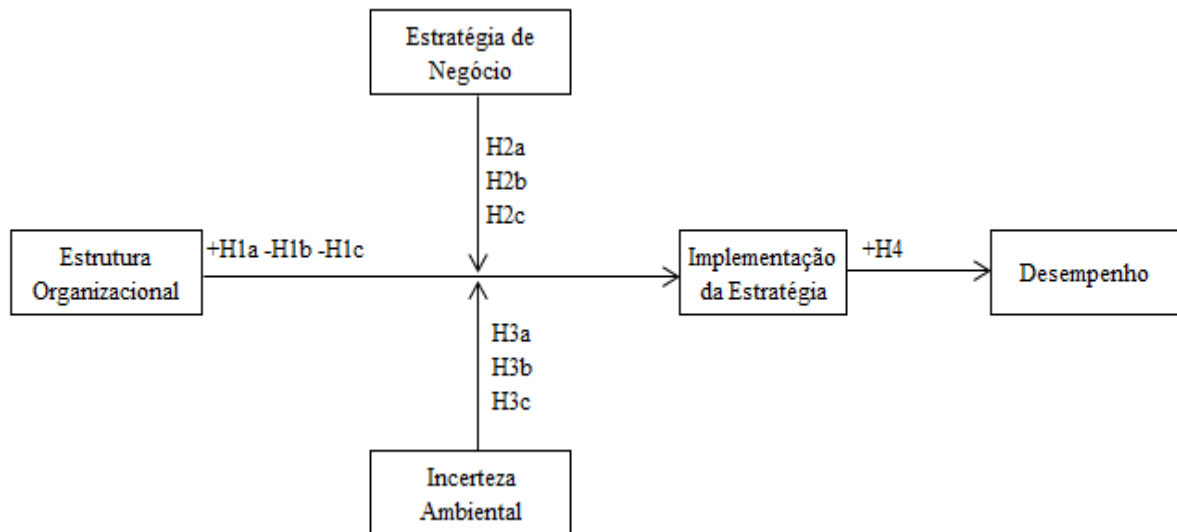 Estratégia de
Negócio
H2a
H2b
H2c
Estrutura
Organizacional
+H1a -H1b -H1c
Implementação
da Estratégia
+H4
Desempenho
H3a
H3b
H3c
Incerteza
Ambiental